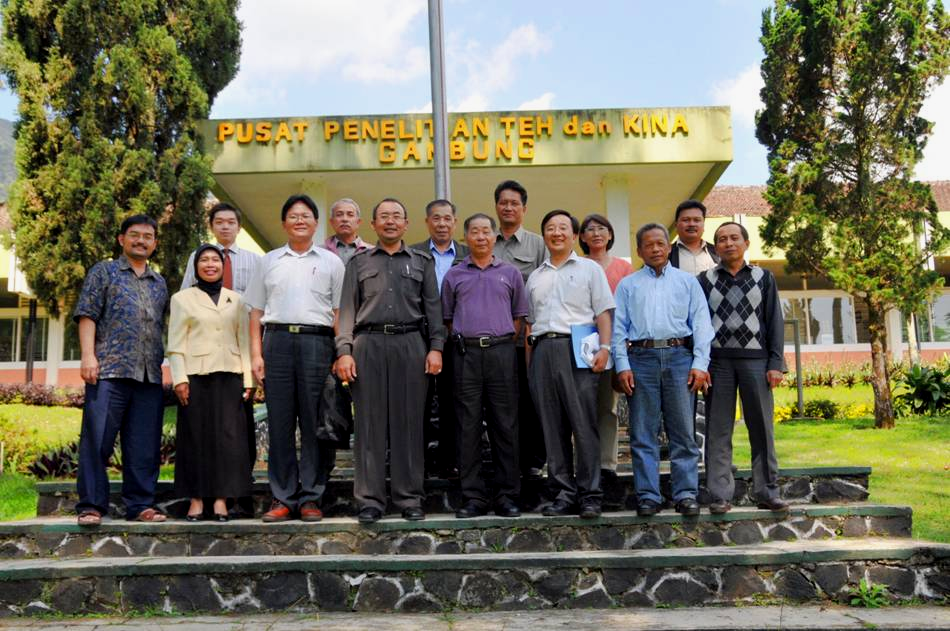 PUSAT PENELITIAN TEH dan KINA
GAMBUNG